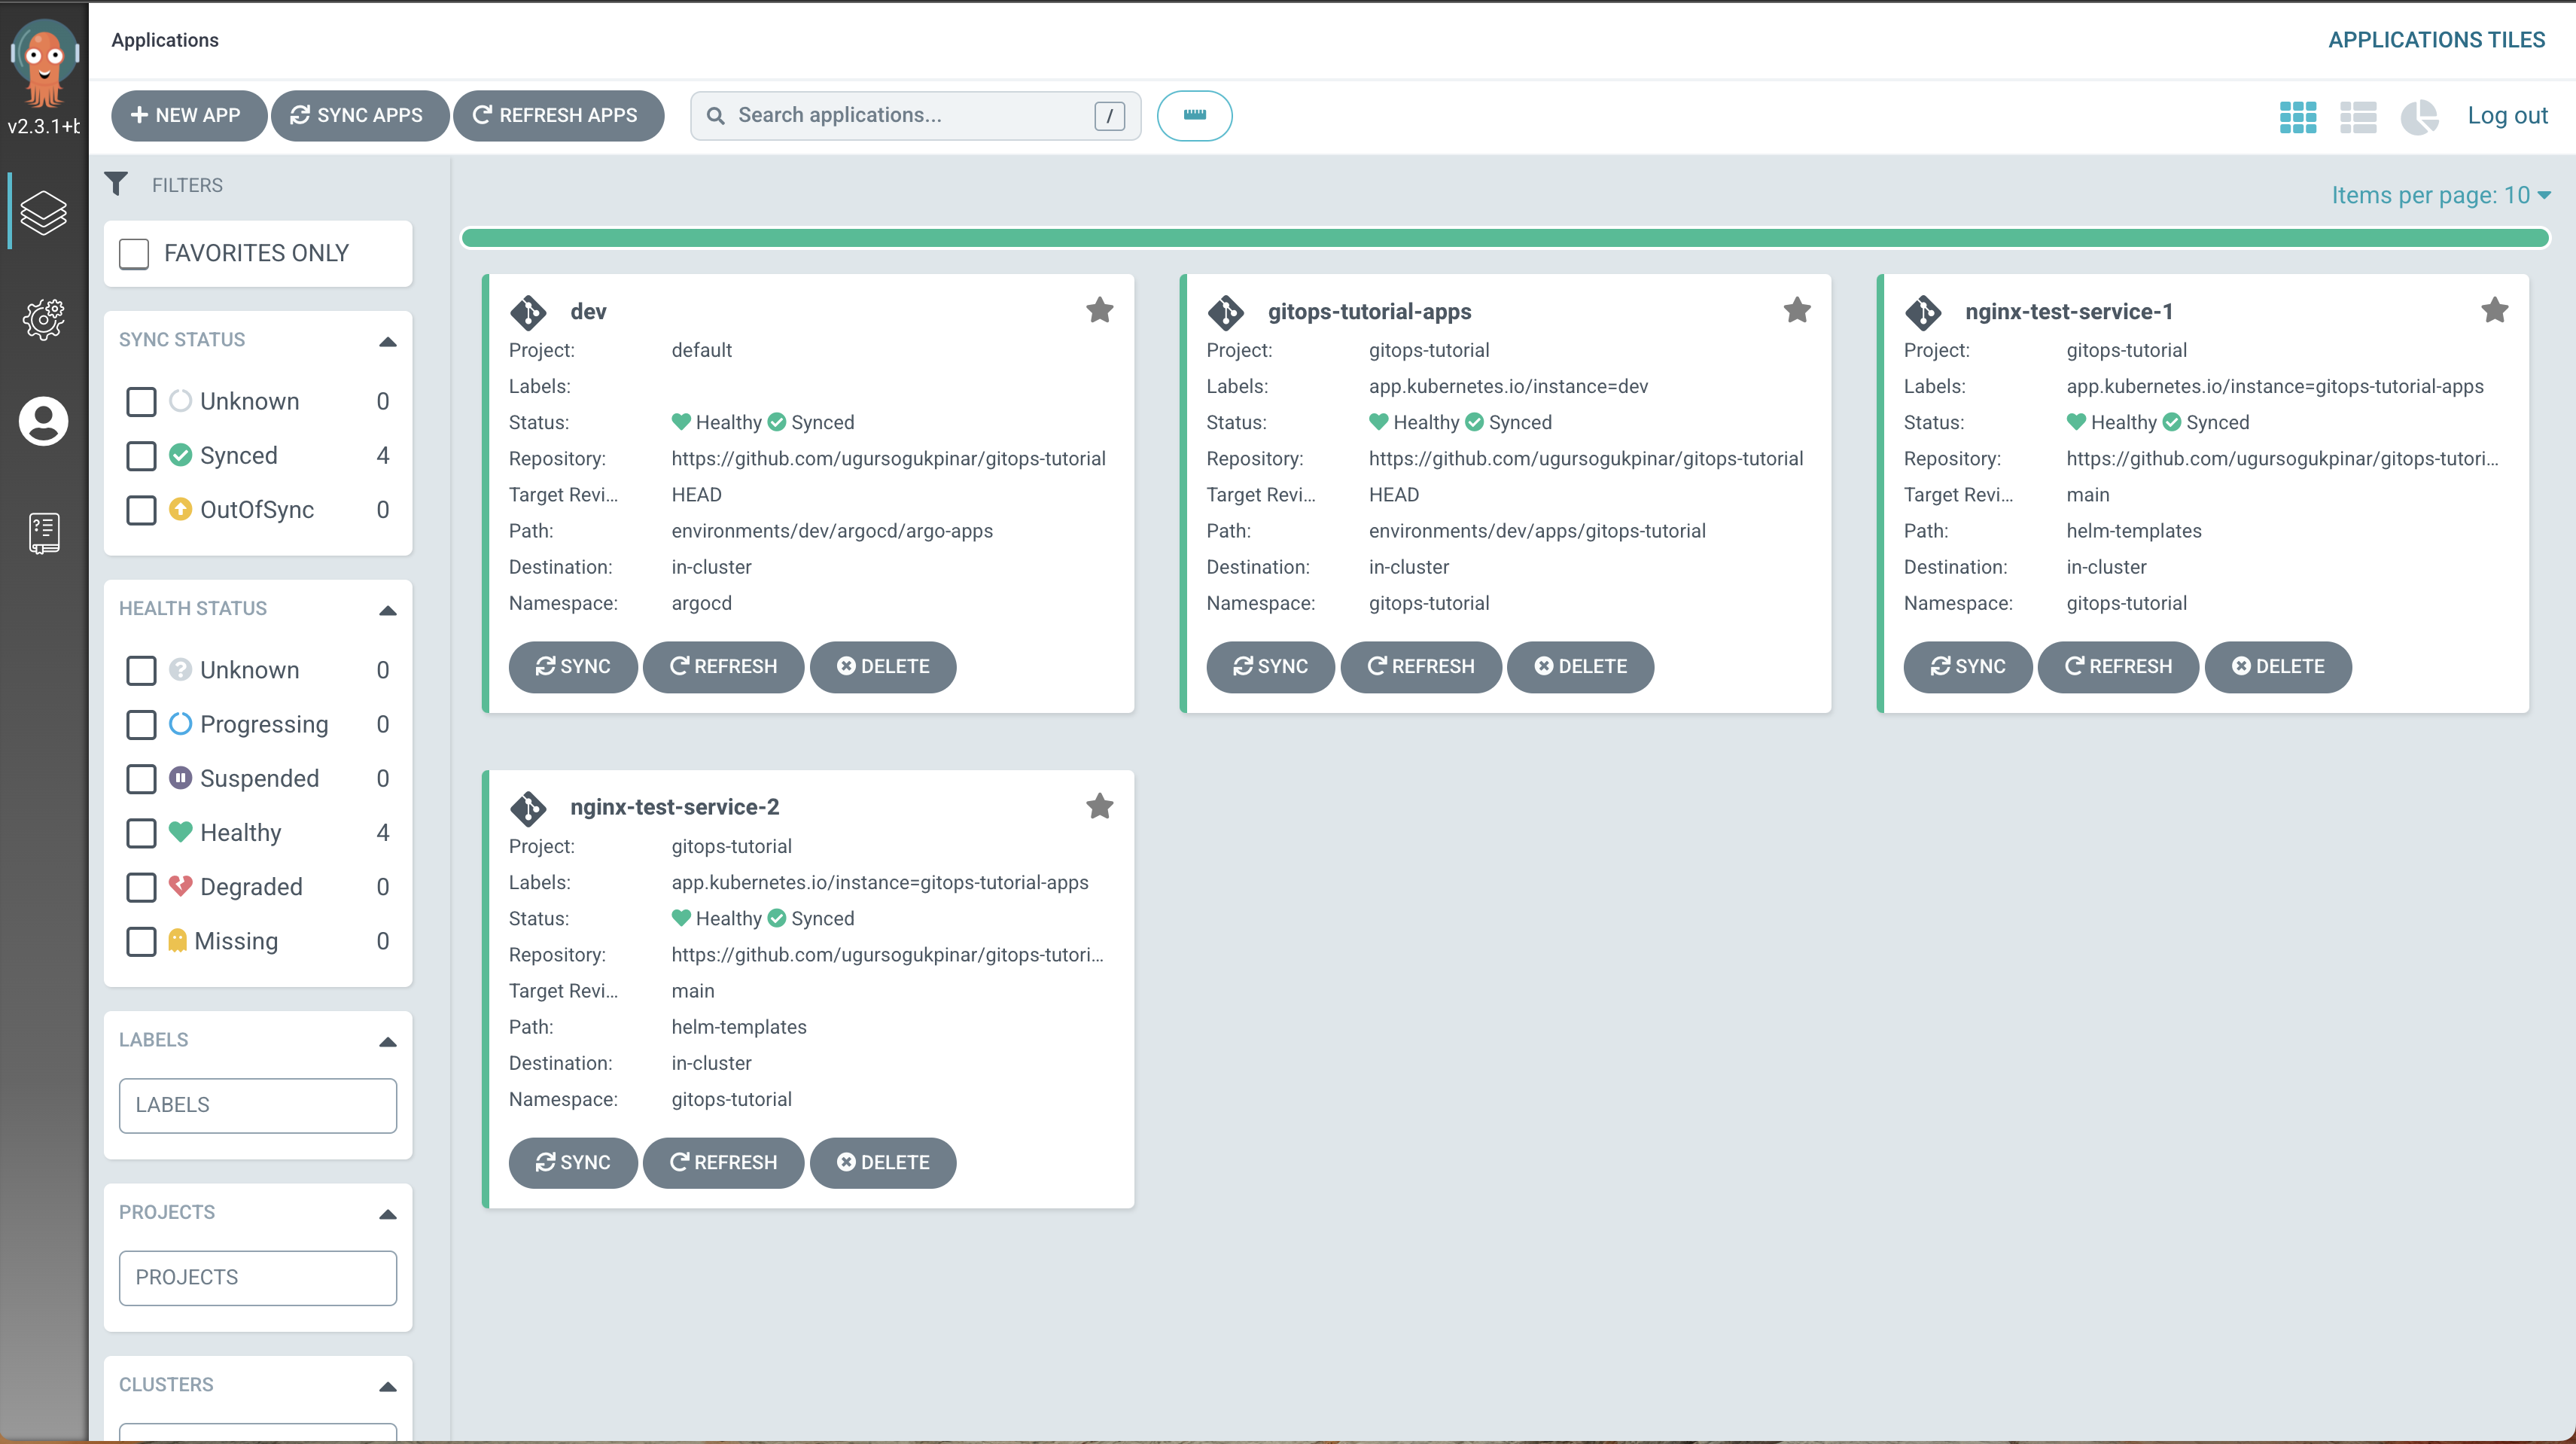 Applications
APPLICATIONS TILES
v2.3.1+b
NEW APP
SYNC APPS
REFRESH APPS
Search applications...
/
Log out
FILTERS
Items per page: 10
FAVORITES ONLY
SYNC STATUS
Unknown 0
Synced 4
OutOfSync 0
HEALTH STATUS
Unknown 0
Progressing 0
Suspended 0
Healthy 4
Degraded 0
Missing 0
LABELS
LABELS
PROJECTS
PROJECTS
CLUSTERS
dev
Project: default
Labels:
Status: Healthy Synced
Repository: https://github.com/ugursogukpinar/gitops-tutorial
Target Revi... HEAD
Path: environments/dev/argocd/argo-apps
Destination: in-cluster
Namespace: argocd
SYNC REFRESH DELETE
gitops-tutorial-apps
Project: gitops-tutorial
Labels: app.kubernetes.io/instance=dev
Status: Healthy Synced
Repository: https://github.com/ugursogukpinar/gitops-tutorial
Target Revi... HEAD
Path: environments/dev/apps/gitops-tutorial
Destination: in-cluster
Namespace: gitops-tutorial
SYNC REFRESH DELETE
nginx-test-service-1
Project: gitops-tutorial
Labels: app.kubernetes.io/instance=gitops-tutorial-apps
Status: Healthy Synced
Repository: https://github.com/ugursogukpinar/gitops-tutori...
Target Revi... main
Path: helm-templates
Destination: in-cluster
Namespace: gitops-tutorial
SYNC REFRESH DELETE
nginx-test-service-2
Project: gitops-tutorial
Labels: app.kubernetes.io/instance=gitops-tutorial-apps
Status: Healthy Synced
Repository: https://github.com/ugursogukpinar/gitops-tutori...
Target Revi... main
Path: helm-templates
Destination: in-cluster
Namespace: gitops-tutorial
SYNC REFRESH DELETE